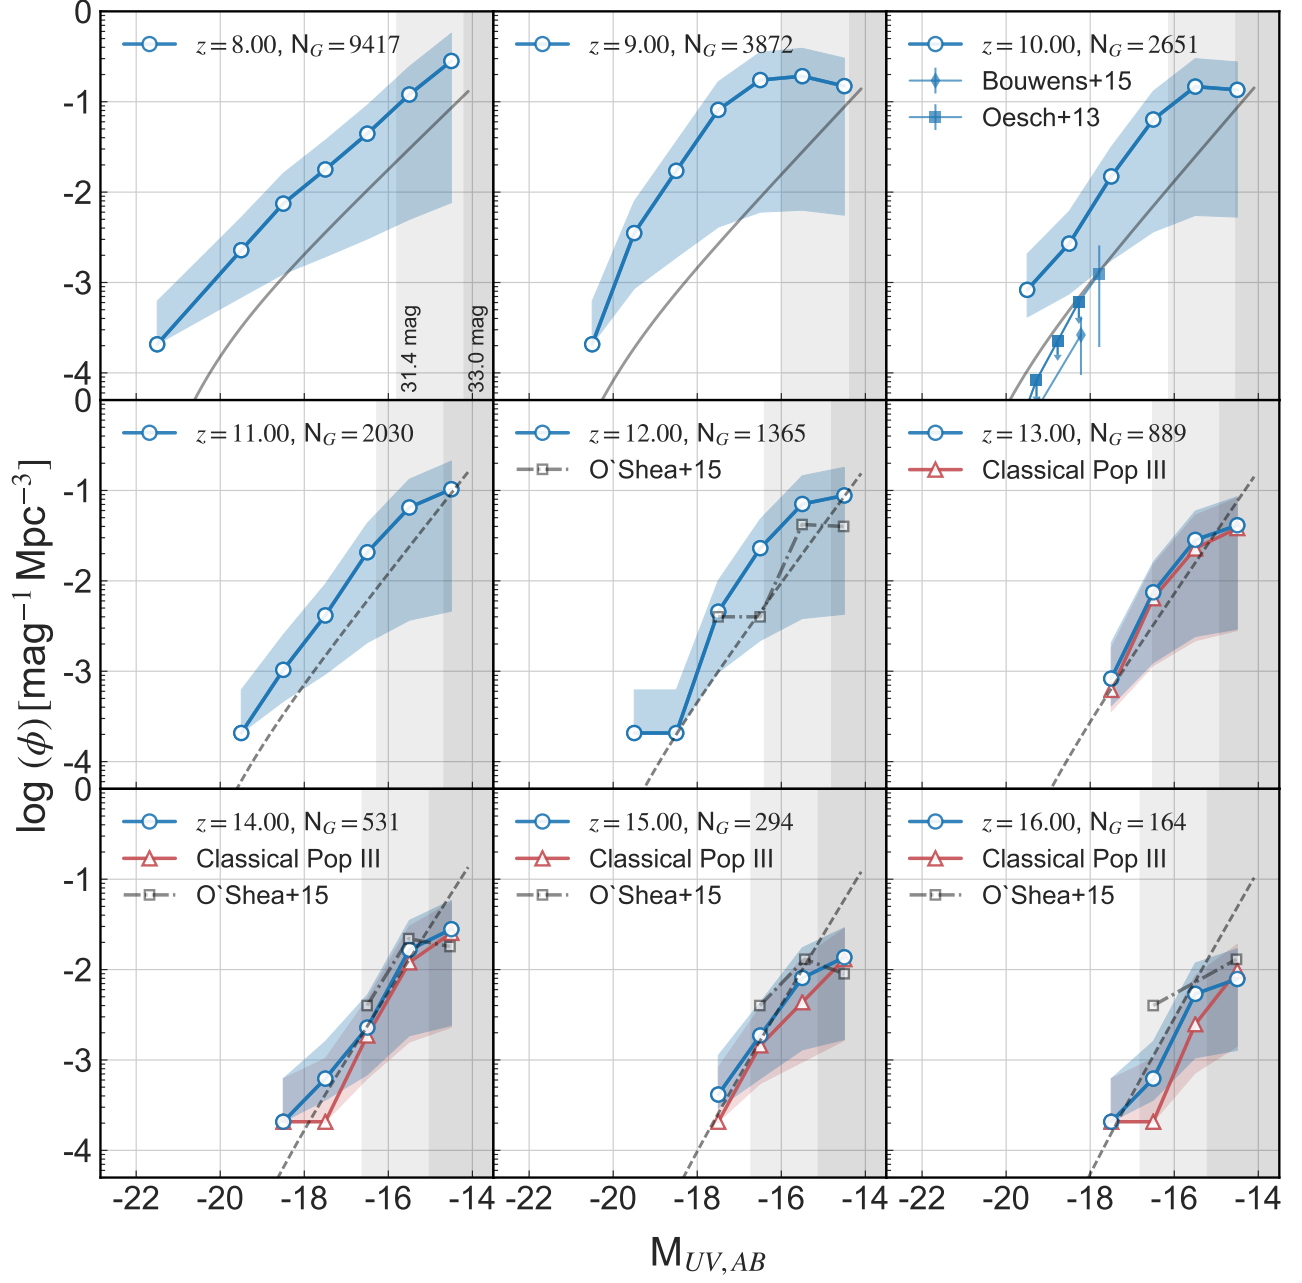 0
-1
-2
-3
-4
z=8.00, N_G=9417
31.4 mag
33.0 mag
z=9.00, N_G=3872
z=10.00, N_G=2651
Bouwens+15
Oesch+13
0
-1
-2
-3
-4
z=11.00, N_G=2030
z=12.00, N_G=1365
O`Shea+15
z=13.00, N_G=889
Classical Pop III
log (ϕ) [mag⁻¹ Mpc⁻³]
0
-1
-2
-3
-4
z=14.00, N_G=531
Classical Pop III
O`Shea+15
z=15.00, N_G=294
Classical Pop III
O`Shea+15
z=16.00, N_G=164
Classical Pop III
O`Shea+15
-22 -20 -18 -16 -14 -22 -20 -18 -16 -14 -22 -20 -18 -16 -14
M_UV,AB